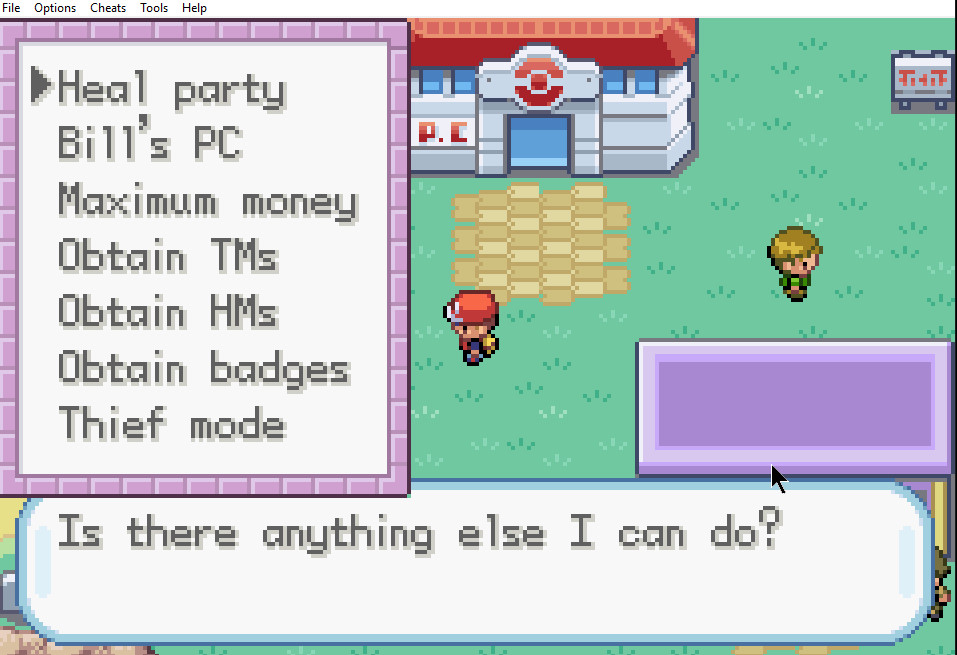 File Options Cheats Tools Help
Heal party
Bill's PC
Maximum money
Obtain TMs
Obtain HMs
Obtain badges
Thief mode
P.C
Is there anything else I can do?